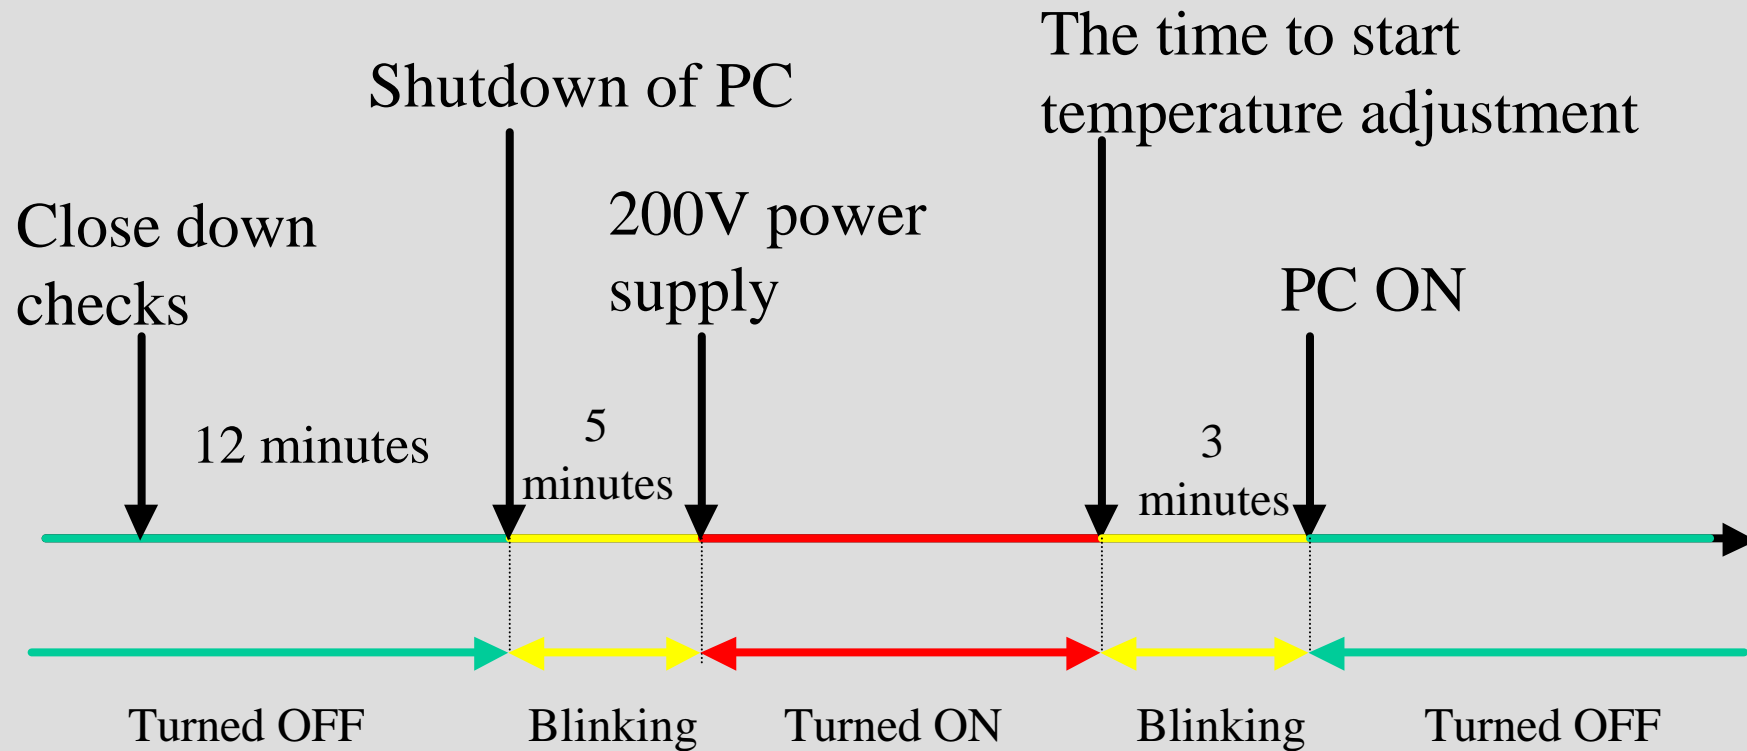 The time to start
temperature adjustment
Shutdown of PC
200V power
supply
Close down
checks
PC ON
12 minutes
5
minutes
3
minutes
Turned OFF
Blinking
Turned ON
Blinking
Turned OFF